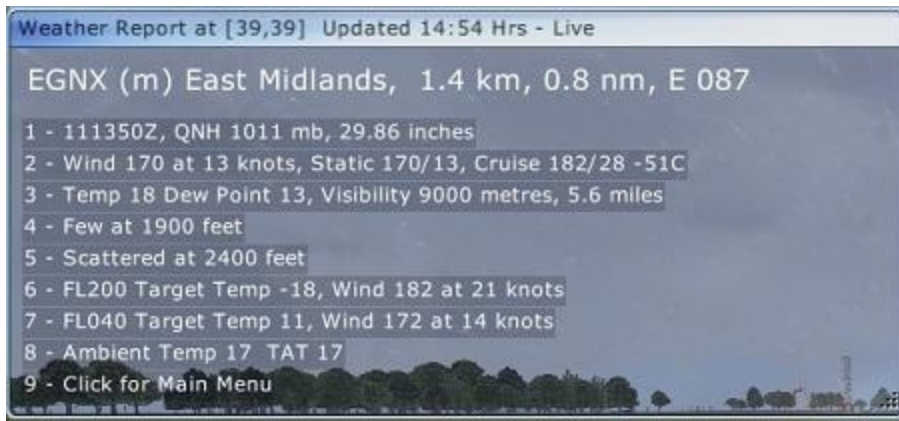 Weather Report at [39,39]  Updated 14:54 Hrs - Live
EGNX (m) East Midlands,  1.4 km, 0.8 nm, E 087
1 - 111350Z, QNH 1011 mb, 29.86 inches
2 - Wind 170 at 13 knots, Static 170/13, Cruise 182/28 -51C
3 - Temp 18 Dew Point 13, Visibility 9000 metres, 5.6 miles
4 - Few at 1900 feet
5 - Scattered at 2400 feet
6 - FL200 Target Temp -18, Wind 182 at 21 knots
7 - FL040 Target Temp 11, Wind 172 at 14 knots
8 - Ambient Temp 17  TAT 17
9 - Click for Main Menu